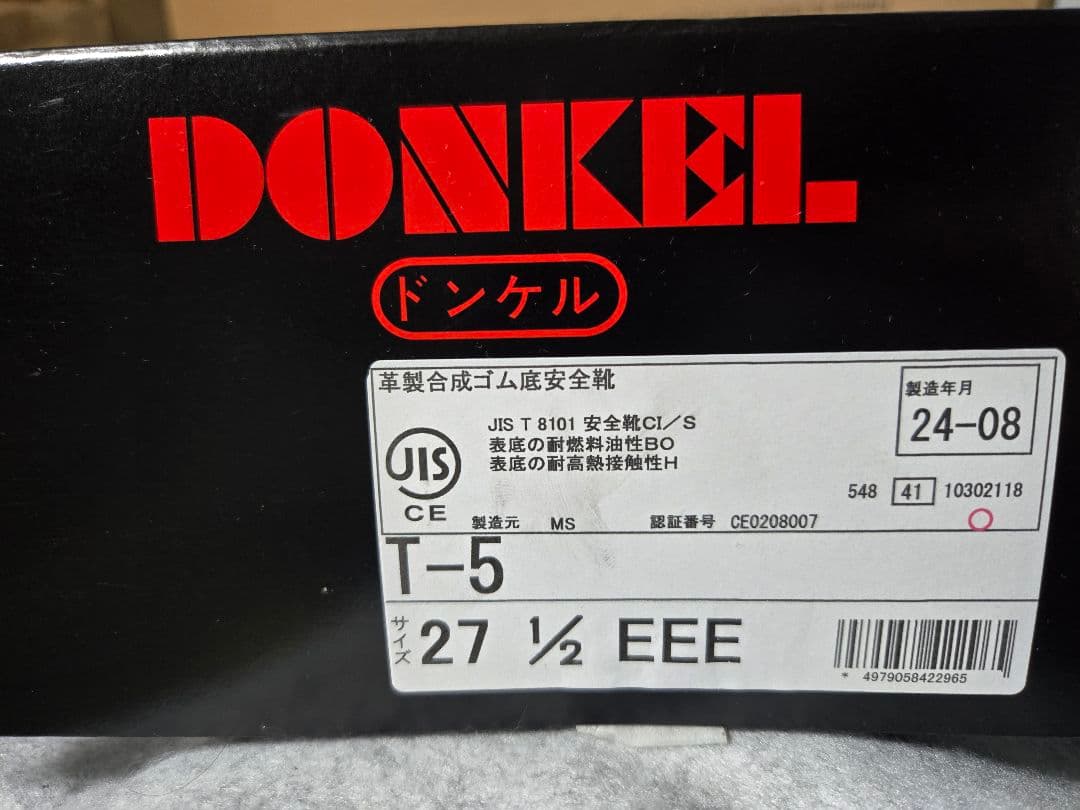 DONKEL
ドンケル
革製合成ゴム底安全靴
製造年月
24-08
JIS T 8101 安全靴CI／S
表底の耐燃料油性BO
表底の耐高熱接触性H
JIS
CE
548 41 10302118
製造元 MS 認証番号 CE0208007
T-5
サイズ 27 1/2 EEE
* 4979058422965